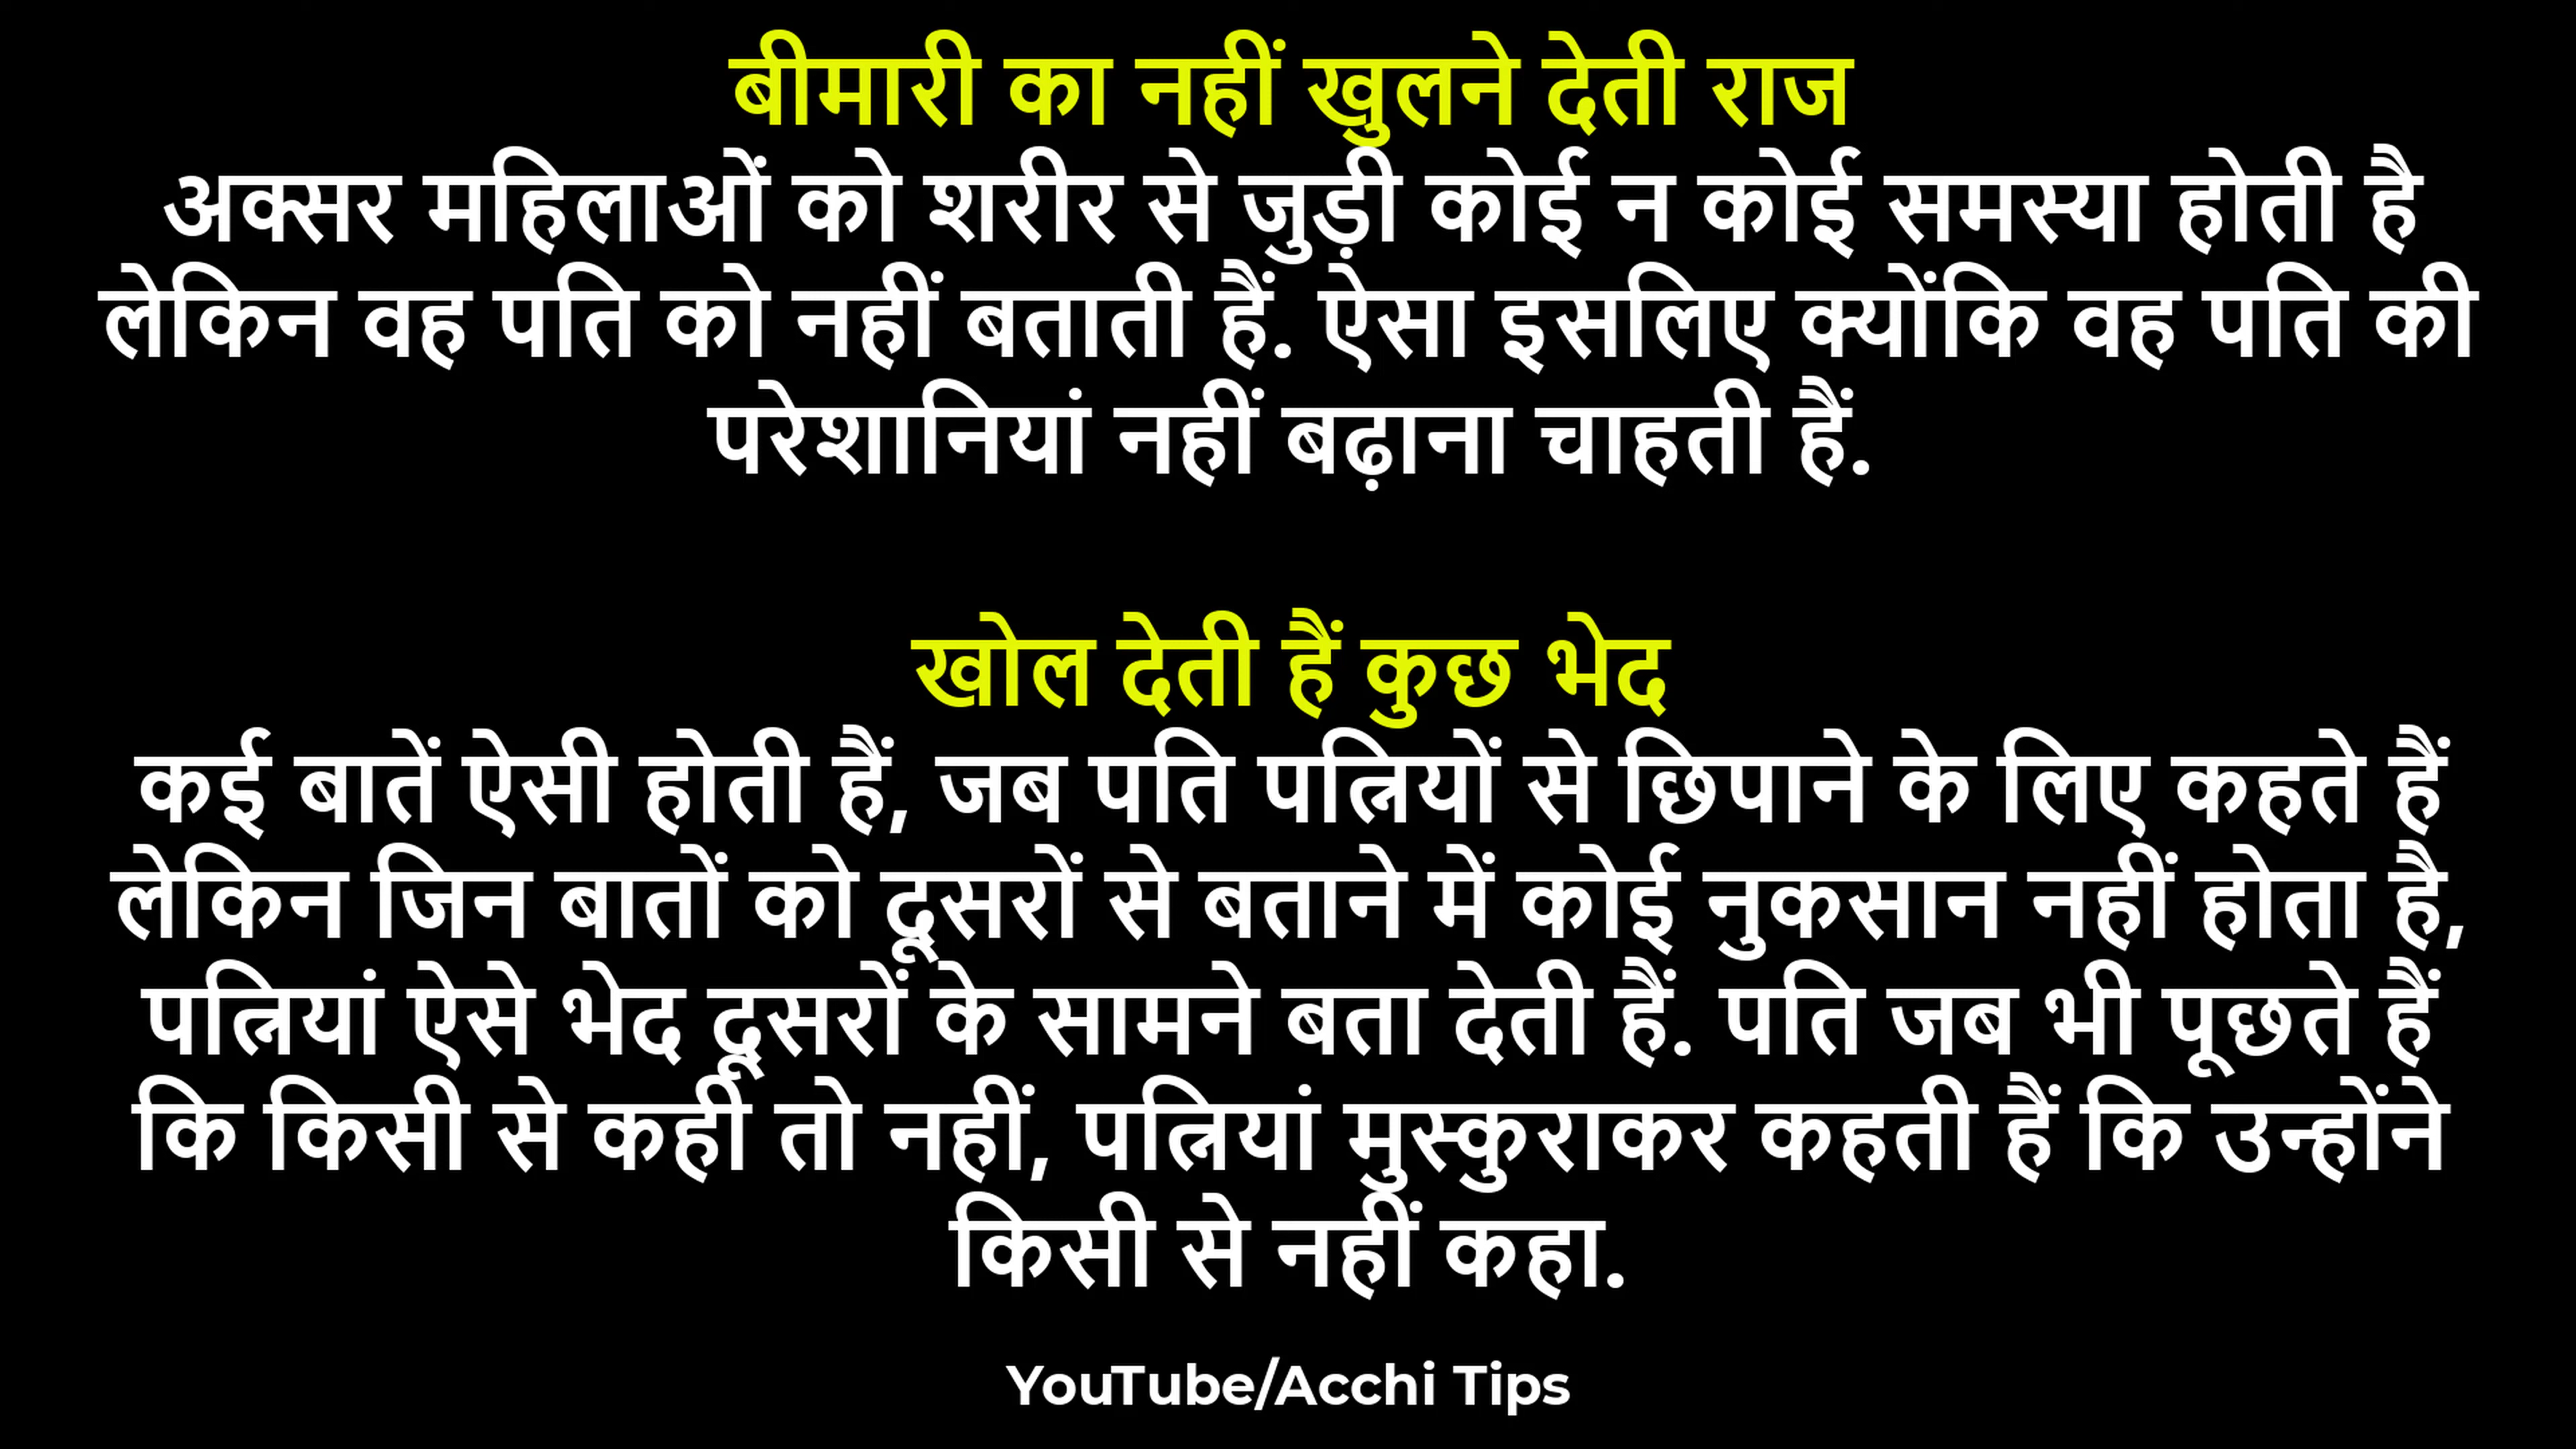 बीमारी का नहीं खुलने देती राज
अक्सर महिलाओं को शरीर से जुड़ी कोई न कोई समस्या होती है
लेकिन वह पति को नहीं बताती हैं. ऐसा इसलिए क्योंकि वह पति की
परेशानियां नहीं बढ़ाना चाहती हैं.
खोल देती हैं कुछ भेद
कई बातें ऐसी होती हैं, जब पति पत्नियों से छिपाने के लिए कहते हैं
लेकिन जिन बातों को दूसरों से बताने में कोई नुकसान नहीं होता है,
पत्नियां ऐसे भेद दूसरों के सामने बता देती हैं. पति जब भी पूछते हैं
कि किसी से कही तो नहीं, पत्नियां मुस्कुराकर कहती हैं कि उन्होंने
किसी से नहीं कहा.
YouTube/Acchi Tips